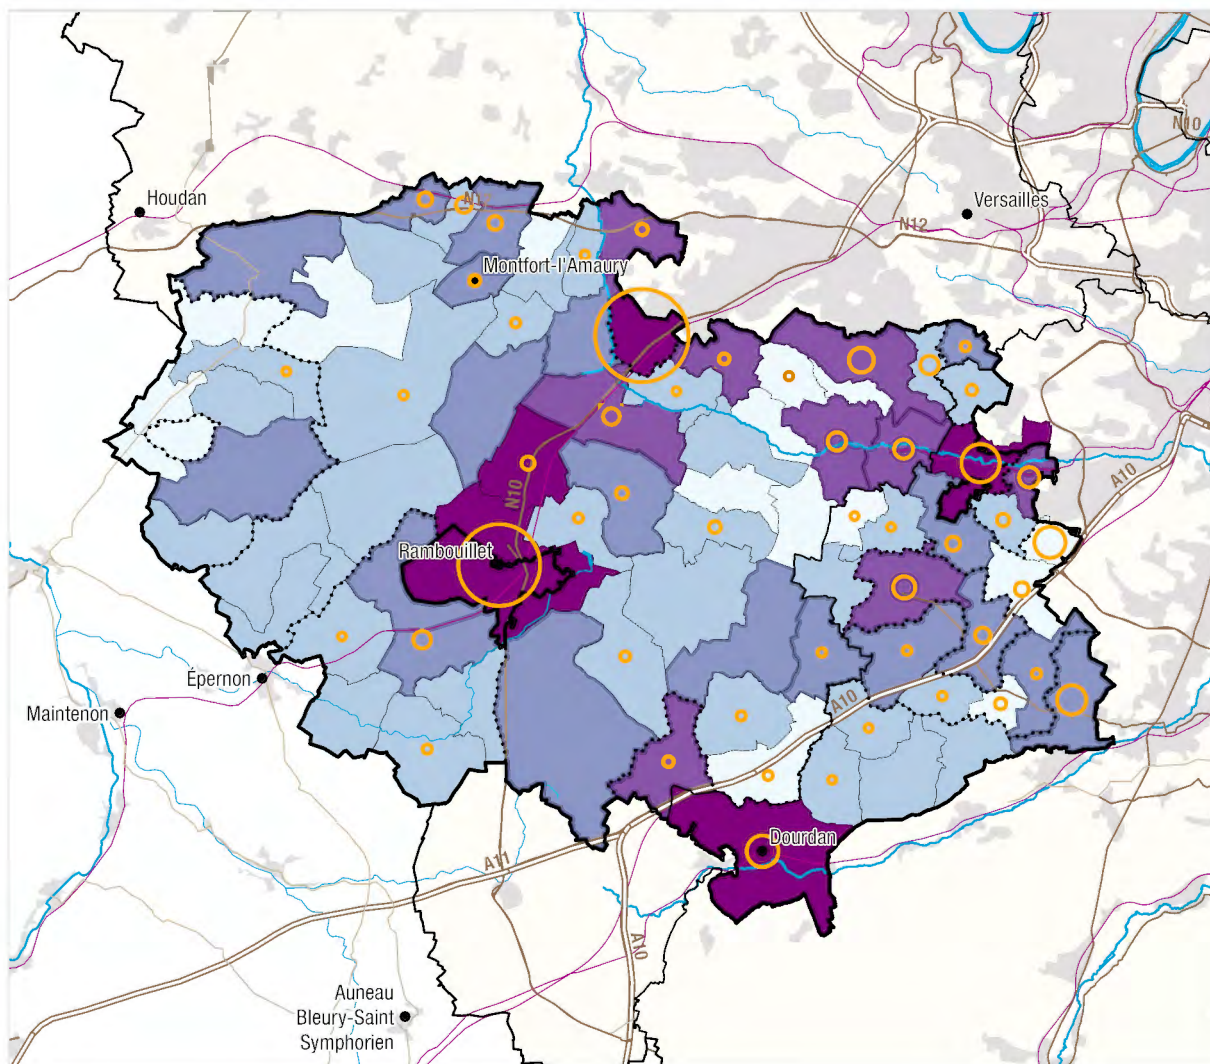 N10
Houdan
Versailles
N12
N12
Montfort-l'Amaury
A10
N10
Rambouillet
Épernon
A10
Maintenon
Dourdan
A11
A10
Auneau
Bleury-Saint
Symphorien